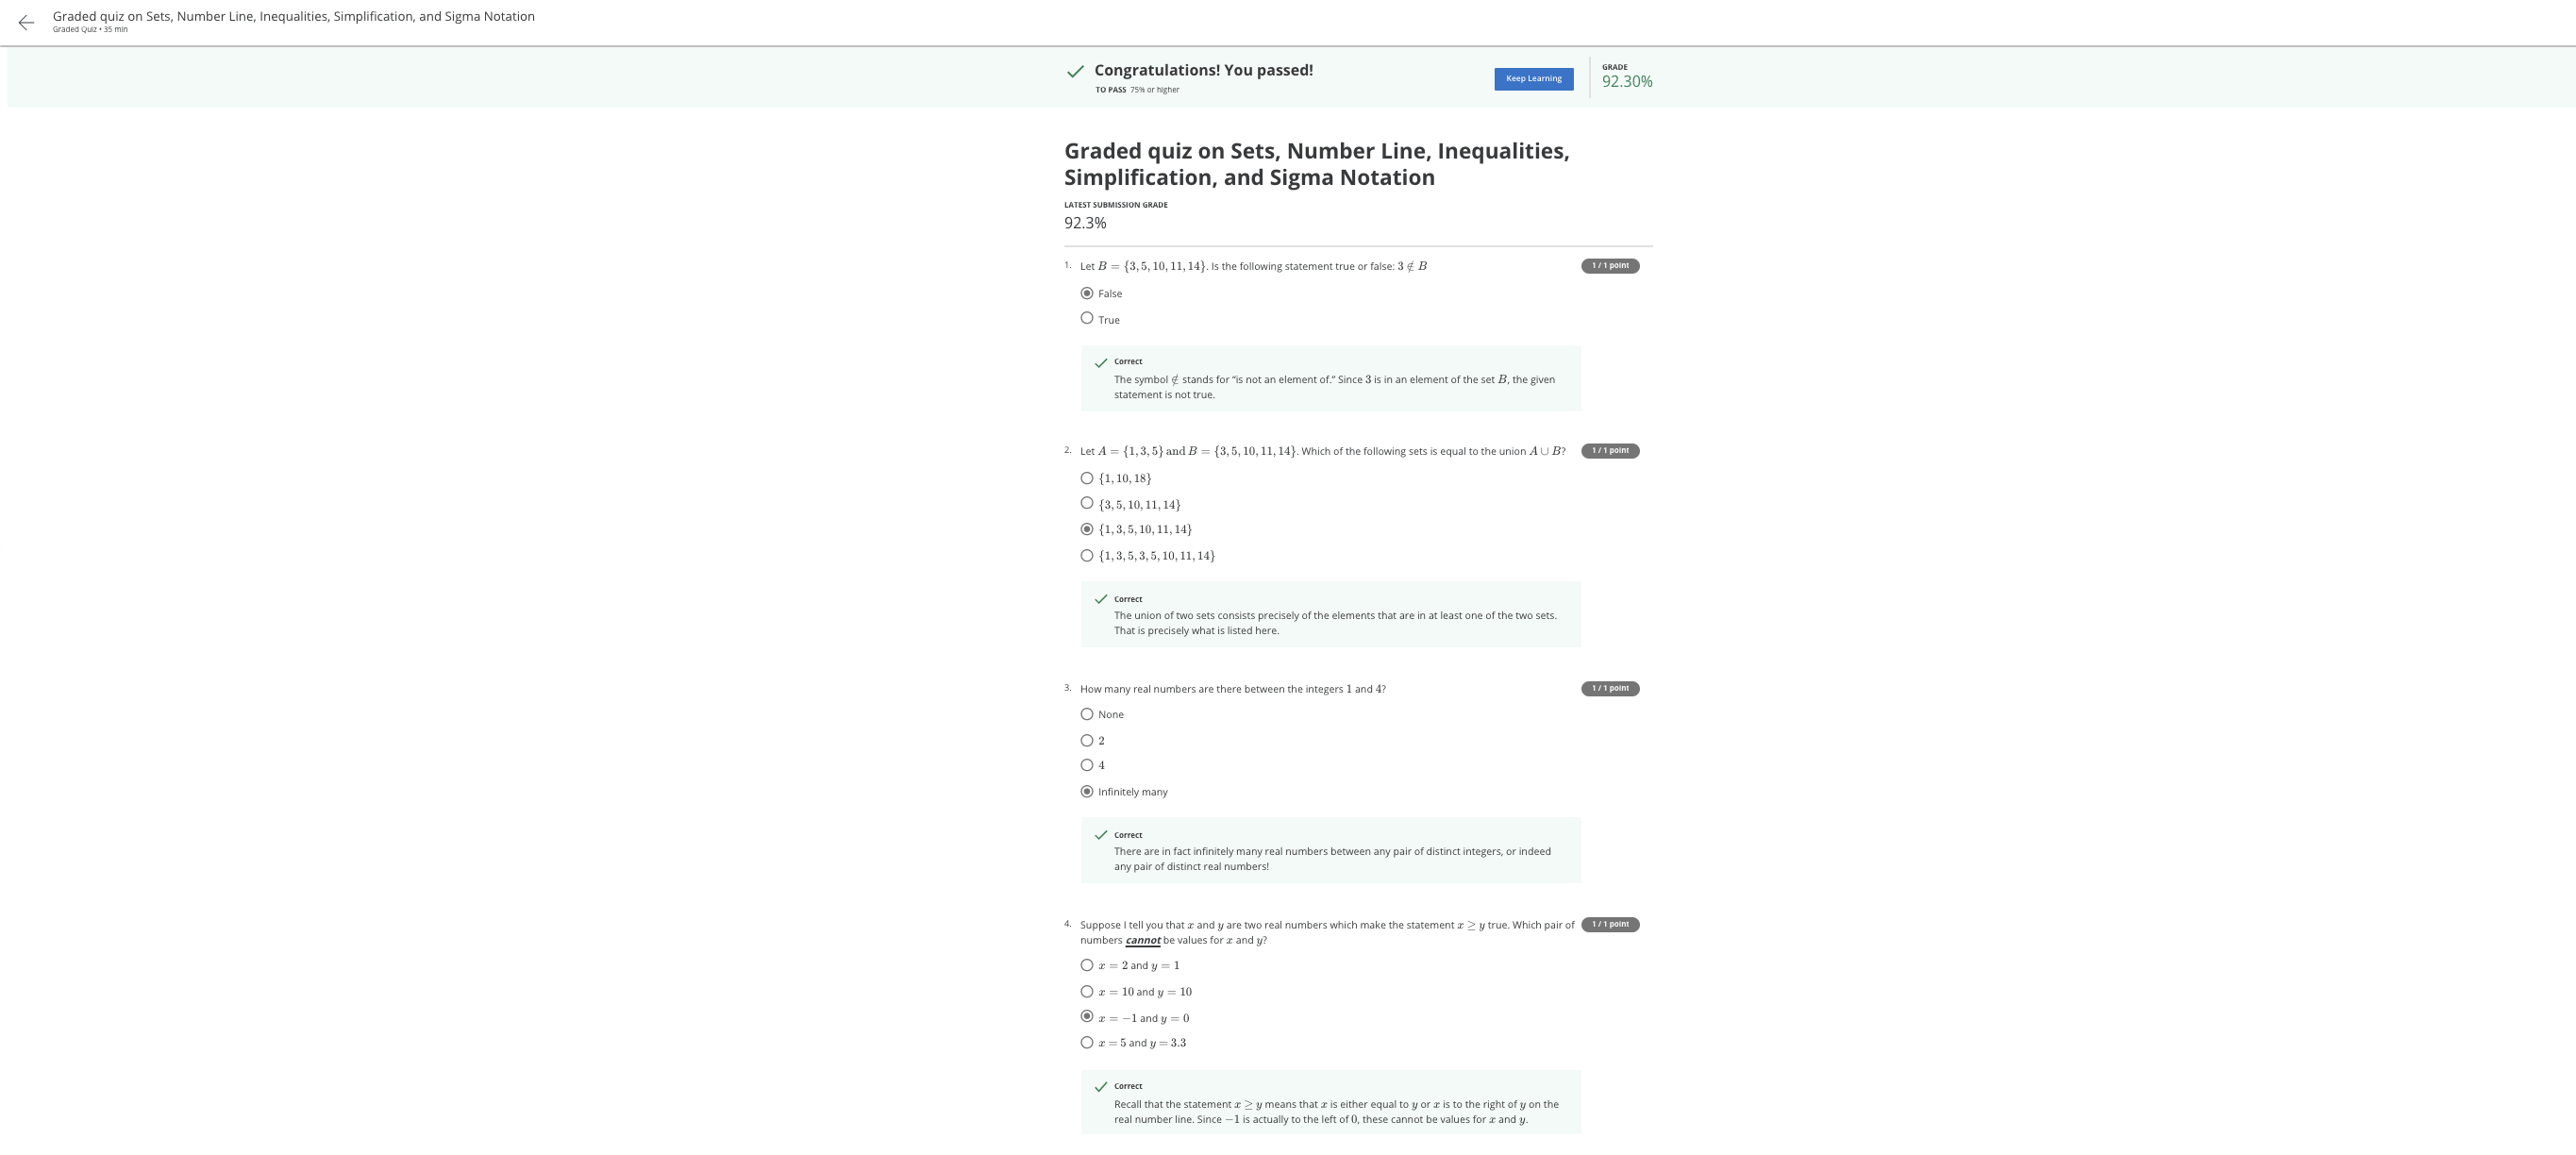 Graded quiz on Sets, Number Line, Inequalities, Simplification, and Sigma Notation
Graded Quiz • 35 min
Congratulations! You passed!
TO PASS 75% or higher
Keep Learning
GRADE
92.30%
Graded quiz on Sets, Number Line, Inequalities,
Simplification, and Sigma Notation
LATEST SUBMISSION GRADE
92.3%
1. Let B = {3, 5, 10, 11, 14}. Is the following statement true or false: 3 ∉ B
1 / 1 point
False
True
Correct
The symbol ∉ stands for “is not an element of.” Since 3 is in an element of the set B, the given
statement is not true.
2. Let A = {1, 3, 5} and B = {3, 5, 10, 11, 14}. Which of the following sets is equal to the union A ∪ B?
1 / 1 point
{1, 10, 18}
{3, 5, 10, 11, 14}
{1, 3, 5, 10, 11, 14}
{1, 3, 5, 3, 5, 10, 11, 14}
Correct
The union of two sets consists precisely of the elements that are in at least one of the two sets.
That is precisely what is listed here.
3. How many real numbers are there between the integers 1 and 4?
1 / 1 point
None
2
4
Infinitely many
Correct
There are in fact infinitely many real numbers between any pair of distinct integers, or indeed
any pair of distinct real numbers!
4. Suppose I tell you that x and y are two real numbers which make the statement x ≥ y true. Which pair of
numbers cannot be values for x and y?
1 / 1 point
x = 2 and y = 1
x = 10 and y = 10
x = −1 and y = 0
x = 5 and y = 3.3
Correct
Recall that the statement x ≥ y means that x is either equal to y or x is to the right of y on the
real number line. Since −1 is actually to the left of 0, these cannot be values for x and y.